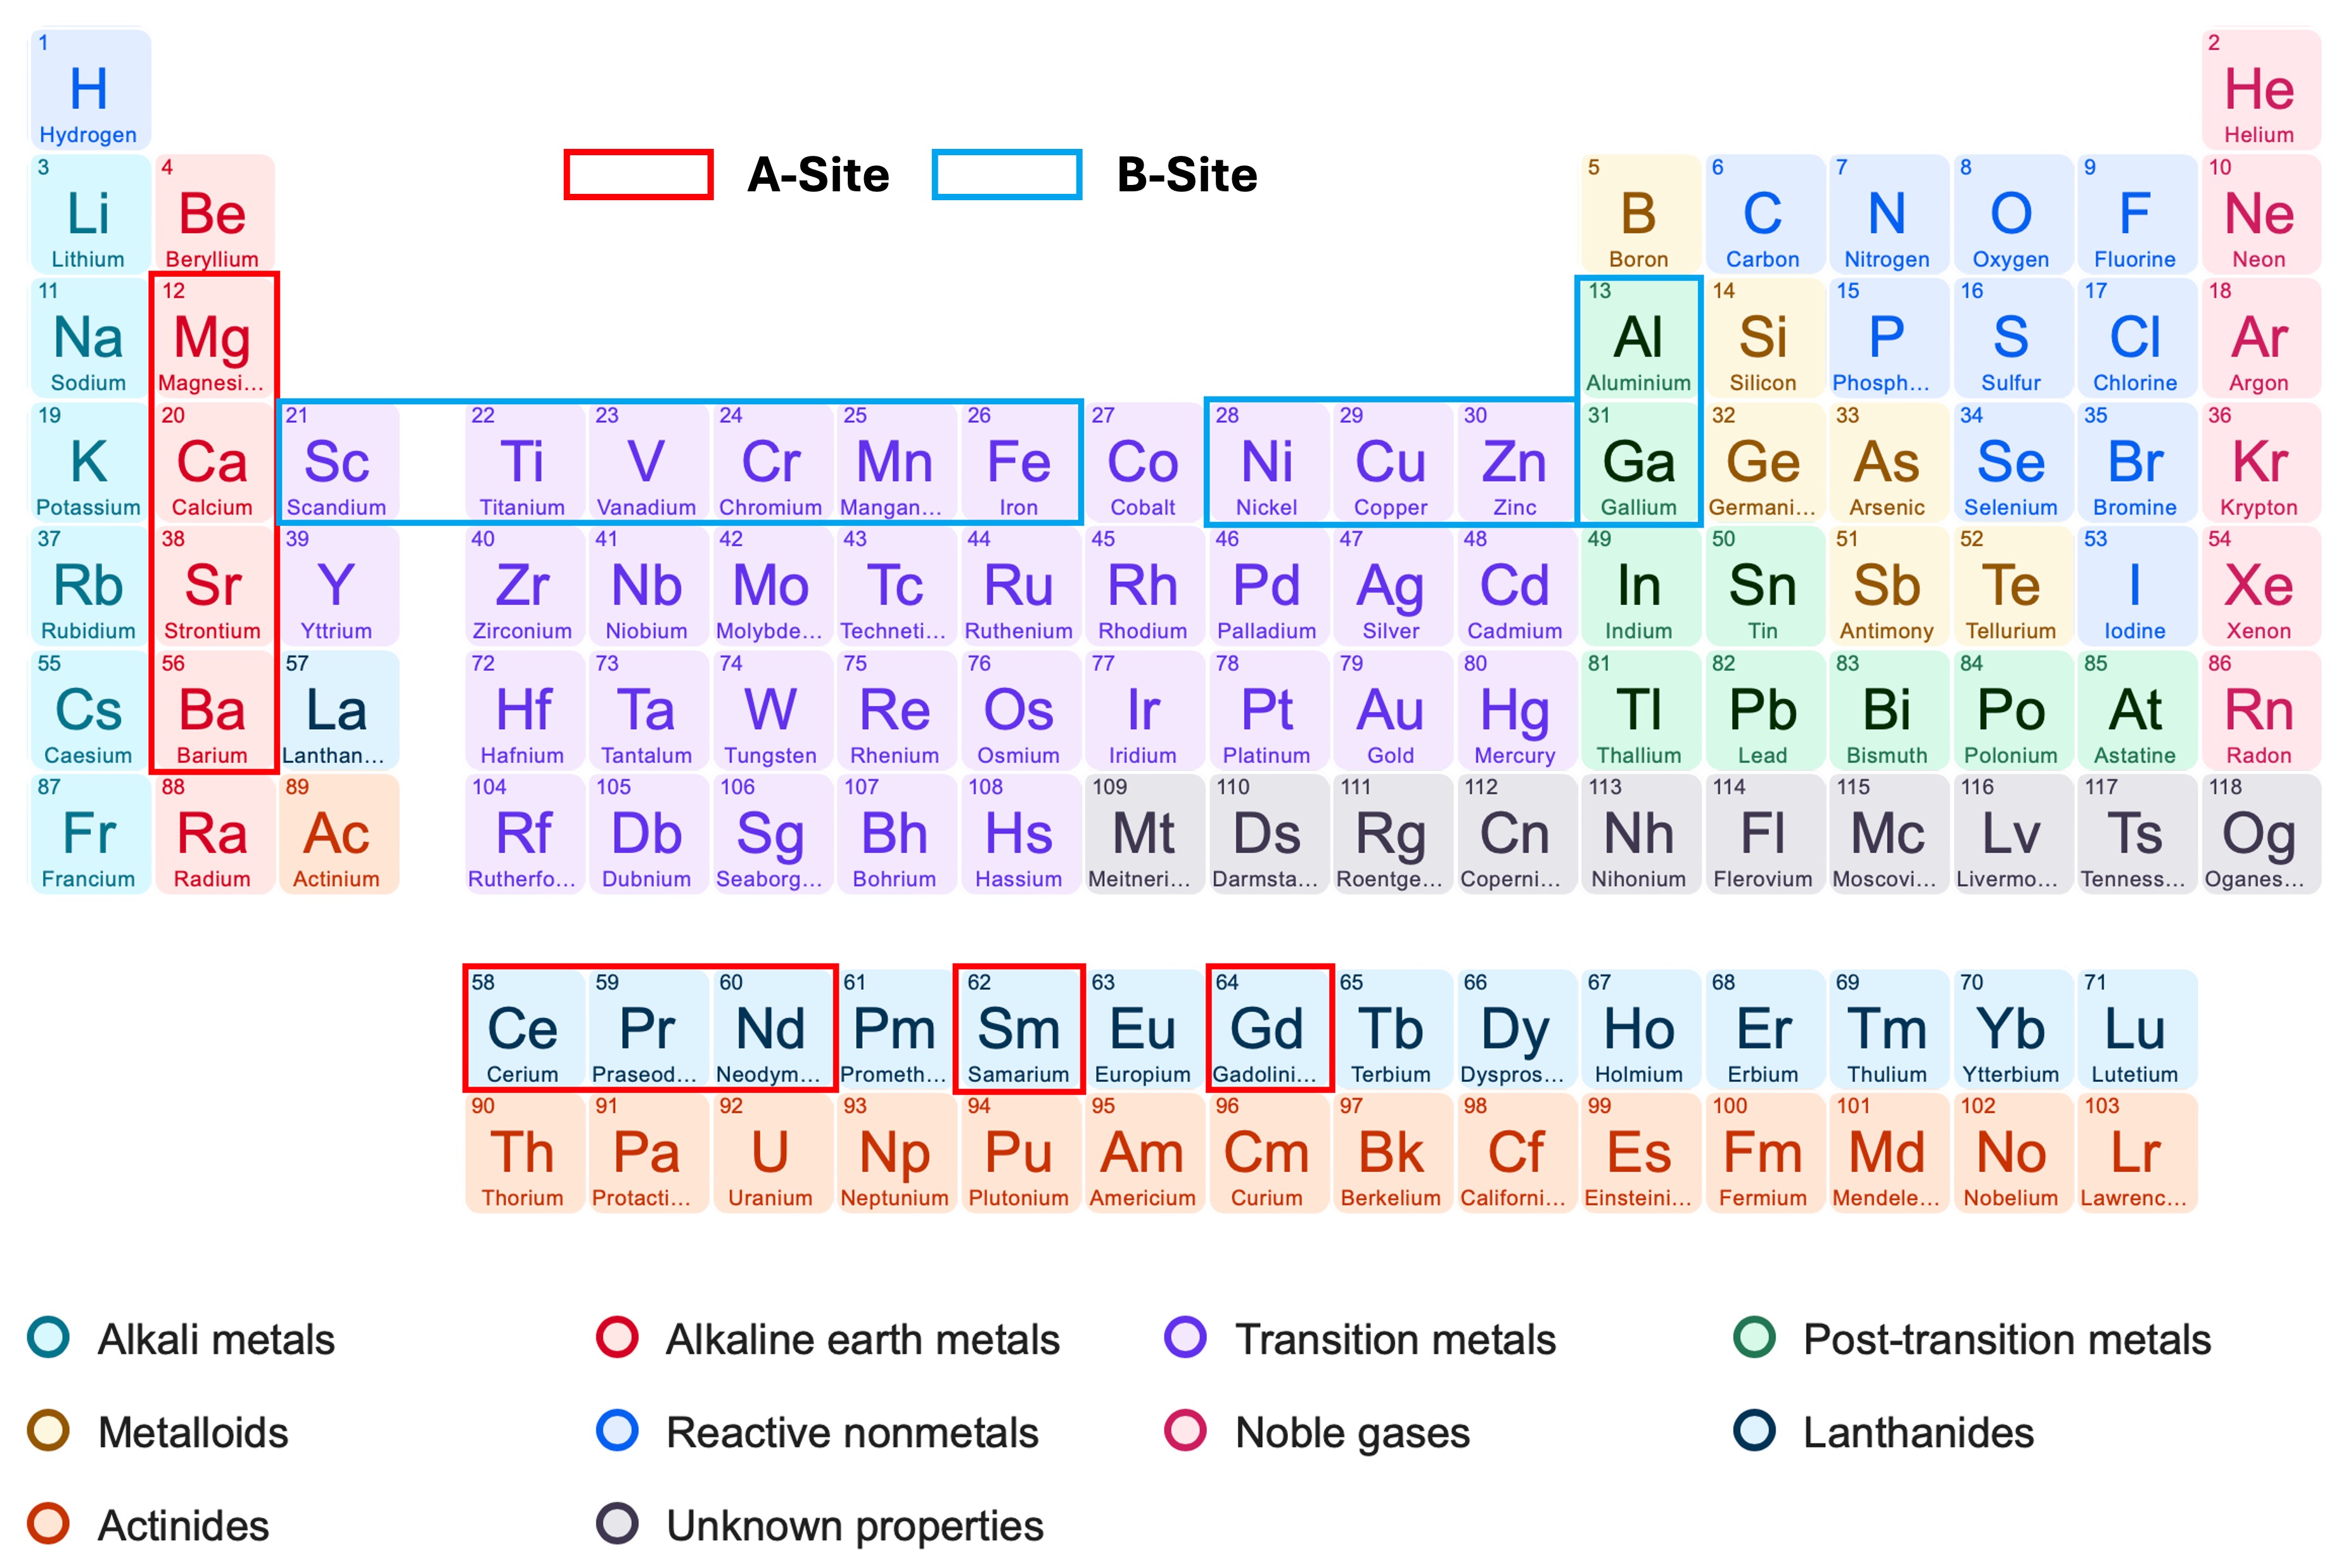 1 2
H He
Hydrogen Helium
A-Site B-Site
3 4 5 6 7 8 9 10
Li Be B C N O F Ne
Lithium Beryllium Boron Carbon Nitrogen Oxygen Fluorine Neon
11 12 13 14 15 16 17 18
Na Mg Al Si P S Cl Ar
Sodium Magnesi... Aluminium Silicon Phosph... Sulfur Chlorine Argon
19 20 21 22 23 24 25 26 27 28 29 30 31 32 33 34 35 36
K Ca Sc Ti V Cr Mn Fe Co Ni Cu Zn Ga Ge As Se Br Kr
Potassium Calcium Scandium Titanium Vanadium Chromium Mangan... Iron Cobalt Nickel Copper Zinc Gallium Germani... Arsenic Selenium Bromine Krypton
37 38 39 40 41 42 43 44 45 46 47 48 49 50 51 52 53 54
Rb Sr Y Zr Nb Mo Tc Ru Rh Pd Ag Cd In Sn Sb Te I Xe
Rubidium Strontium Yttrium Zirconium Niobium Molybde... Techneti... Ruthenium Rhodium Palladium Silver Cadmium Indium Tin Antimony Tellurium Iodine Xenon
55 56 57 72 73 74 75 76 77 78 79 80 81 82 83 84 85 86
Cs Ba La Hf Ta W Re Os Ir Pt Au Hg Tl Pb Bi Po At Rn
Caesium Barium Lanthan... Hafnium Tantalum Tungsten Rhenium Osmium Iridium Platinum Gold Mercury Thallium Lead Bismuth Polonium Astatine Radon
87 88 89 104 105 106 107 108 109 110 111 112 113 114 115 116 117 118
Fr Ra Ac Rf Db Sg Bh Hs Mt Ds Rg Cn Nh Fl Mc Lv Ts Og
Francium Radium Actinium Rutherfo... Dubnium Seaborg... Bohrium Hassium Meitneri... Darmsta... Roentge... Coperni... Nihonium Flerovium Moscovi... Livermo... Tenness... Oganes...
58 59 60 61 62 63 64 65 66 67 68 69 70 71
Ce Pr Nd Pm Sm Eu Gd Tb Dy Ho Er Tm Yb Lu
Cerium Praseod... Neodym... Prometh... Samarium Europium Gadolini... Terbium Dyspros... Holmium Erbium Thulium Ytterbium Lutetium
90 91 92 93 94 95 96 97 98 99 100 101 102 103
Th Pa U Np Pu Am Cm Bk Cf Es Fm Md No Lr
Thorium Protacti... Uranium Neptunium Plutonium Americium Curium Berkelium Californi... Einsteini... Fermium Mendele... Nobelium Lawrenc...
Alkali metals Alkaline earth metals Transition metals Post-transition metals
Metalloids Reactive nonmetals Noble gases Lanthanides
Actinides Unknown properties